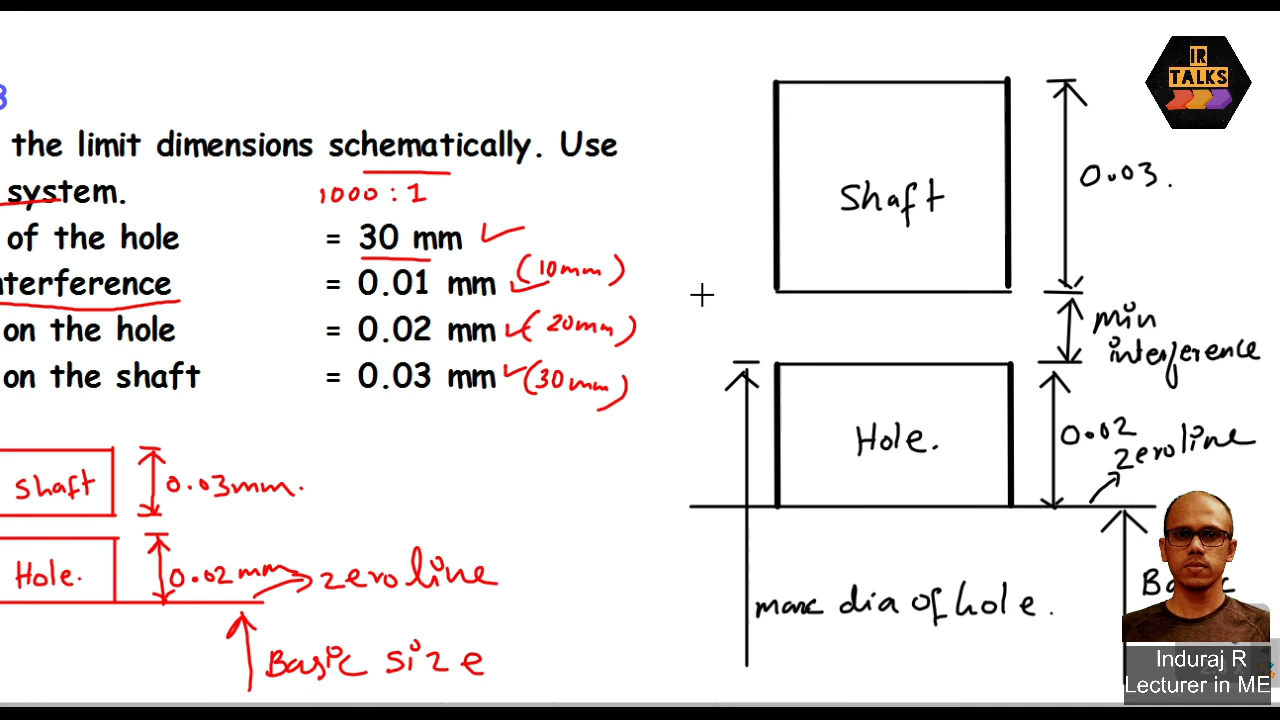 3
the limit dimensions schematically. Use
system.
1000 : 1
of the hole = 30 mm
nterference = 0.01 mm (10mm)
on the hole = 0.02 mm (20mm)
on the shaft = 0.03 mm (30mm)
Shaft
0.03mm.
Hole.
0.02mm
zero line
Basic size
IR
TALKS
Shaft
0.03.
min
interference
Hole.
0.02
zero line
max dia of hole.
Induraj R
Lecturer in ME